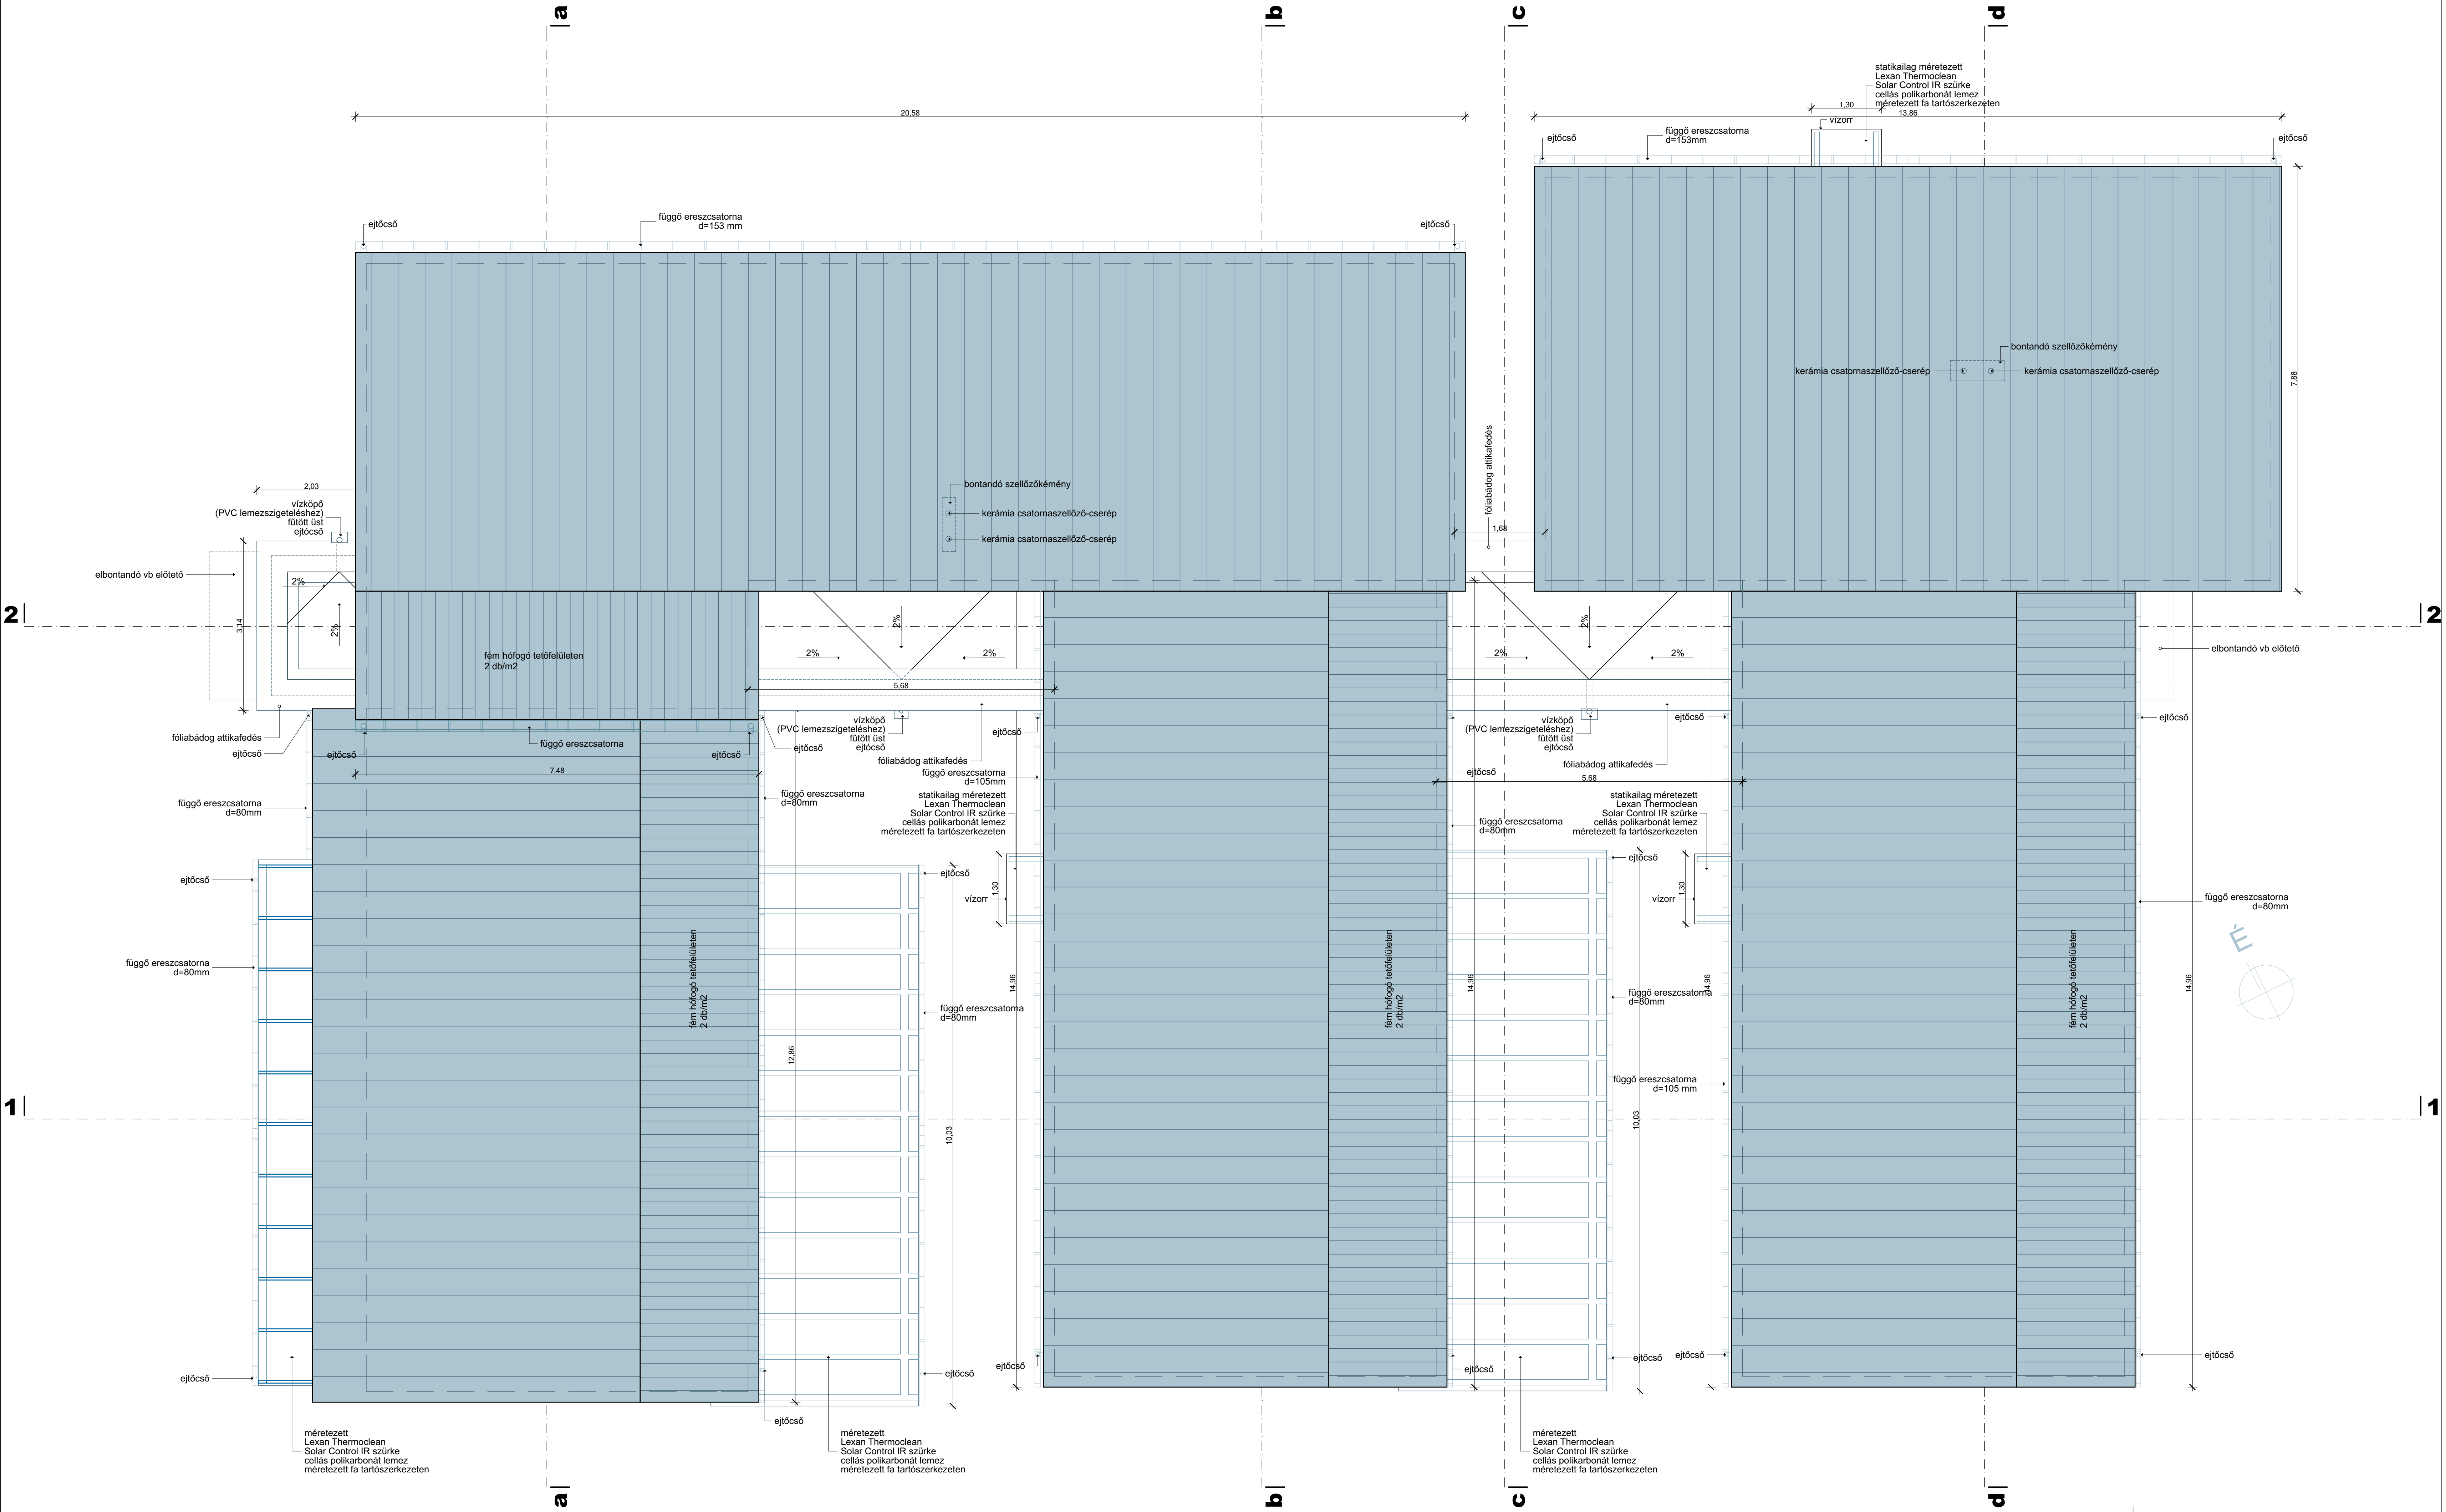 a
b
c
d
statikailag méretezett
Lexan Thermoclean
Solar Control IR szürke
cellás polikarbonát lemez
méretezett fa tartószerkezeten
1,30
20,58
13,86
vízorr
ejtőcső
függő ereszcsatorna
d=153mm
ejtőcső
ejtőcső
függő ereszcsatorna
d=153 mm
ejtőcső
bontandó szellőzőkémény
kerámia csatornaszellőző-cserép
kerámia csatornaszellőző-cserép
7,88
fóliabádog attikafedés
2,03
bontandó szellőzőkémény
kerámia csatornaszellőző-cserép
kerámia csatornaszellőző-cserép
vízköpő
(PVC lemezszigeteléshez)
fűtött üst
ejtócső
1,68
elbontandó vb előtető
2%
2%
3,14
2
2
2%
2%
2%
2%
2%
2%
fém hófogó tetőfelületen
2 db/m2
elbontandó vb előtető
5,68
fóliabádog attikafedés
ejtőcső
ejtőcső
függő ereszcsatorna
ejtőcső
ejtőcső
vízköpő
(PVC lemezszigeteléshez)
fűtött üst
ejtócső
fóliabádog attikafedés
ejtőcső
vízköpő
(PVC lemezszigeteléshez)
fűtött üst
ejtócső
fóliabádog attikafedés
ejtőcső
ejtőcső
7,48
függő ereszcsatorna
d=105mm
ejtőcső
5,68
függő ereszcsatorna
d=80mm
függő ereszcsatorna
d=80mm
statikailag méretezett
Lexan Thermoclean
Solar Control IR szürke
cellás polikarbonát lemez
méretezett fa tartószerkezeten
függő ereszcsatorna
d=80mm
statikailag méretezett
Lexan Thermoclean
Solar Control IR szürke
cellás polikarbonát lemez
méretezett fa tartószerkezeten
ejtőcső
ejtőcső
ejtőcső
1,30
vízorr
1,30
vízorr
függő ereszcsatorna
d=80mm
É
függő ereszcsatorna
d=80mm
fém hófogó tetőfelületen
2 db/m2
fém hófogó tetőfelületen
2 db/m2
fém hófogó tetőfelületen
2 db/m2
14,96
14,96
14,96
14,96
függő ereszcsatorna
d=80mm
függő ereszcsatorna
d=80mm
12,86
függő ereszcsatorna
d=105 mm
1
1
10,03
10,03
ejtőcső
ejtőcső
ejtőcső
ejtőcső
ejtőcső
ejtőcső
ejtőcső
ejtőcső
ejtőcső
méretezett
Lexan Thermoclean
Solar Control IR szürke
cellás polikarbonát lemez
méretezett fa tartószerkezeten
méretezett
Lexan Thermoclean
Solar Control IR szürke
cellás polikarbonát lemez
méretezett fa tartószerkezeten
méretezett
Lexan Thermoclean
Solar Control IR szürke
cellás polikarbonát lemez
méretezett fa tartószerkezeten
a
b
c
d